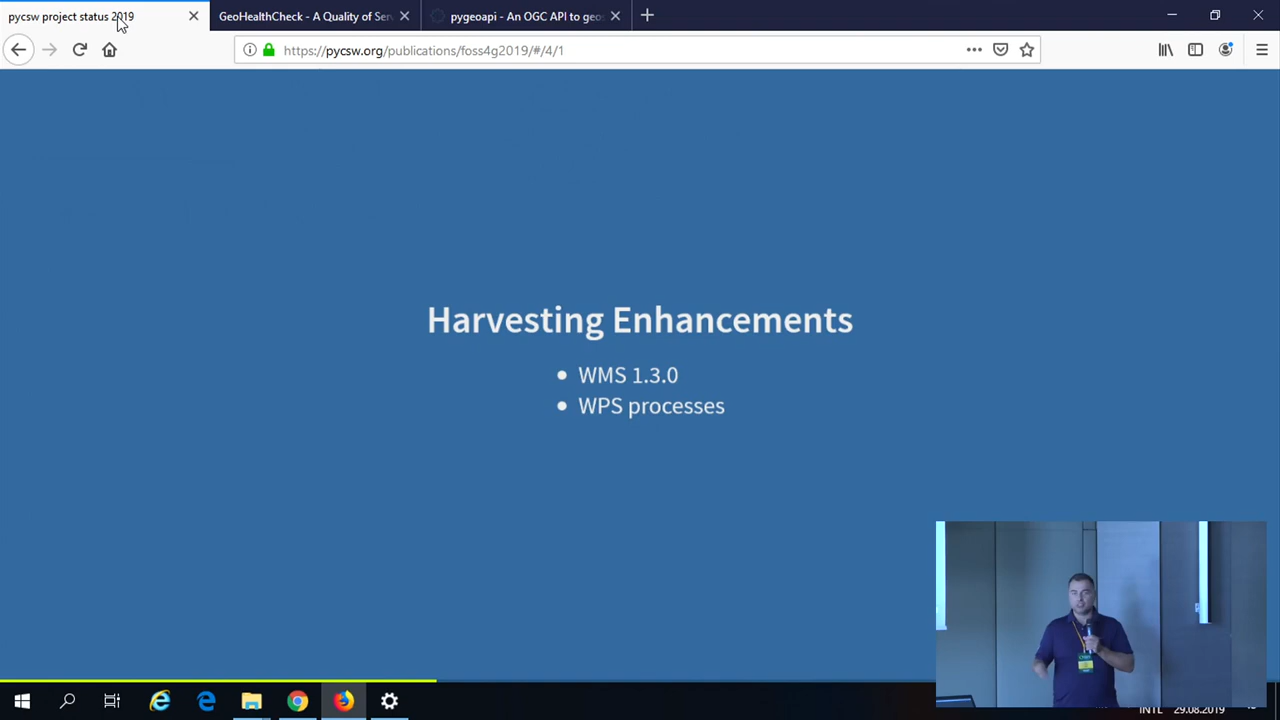 pycsw project status 2019
GeoHealthCheck - A Quality of Ser
pygeoapi - An OGC API to geos
https://pycsw.org/publications/foss4g2019/#/4/1
Harvesting Enhancements
WMS 1.3.0
WPS processes
INTL 29.08.2019